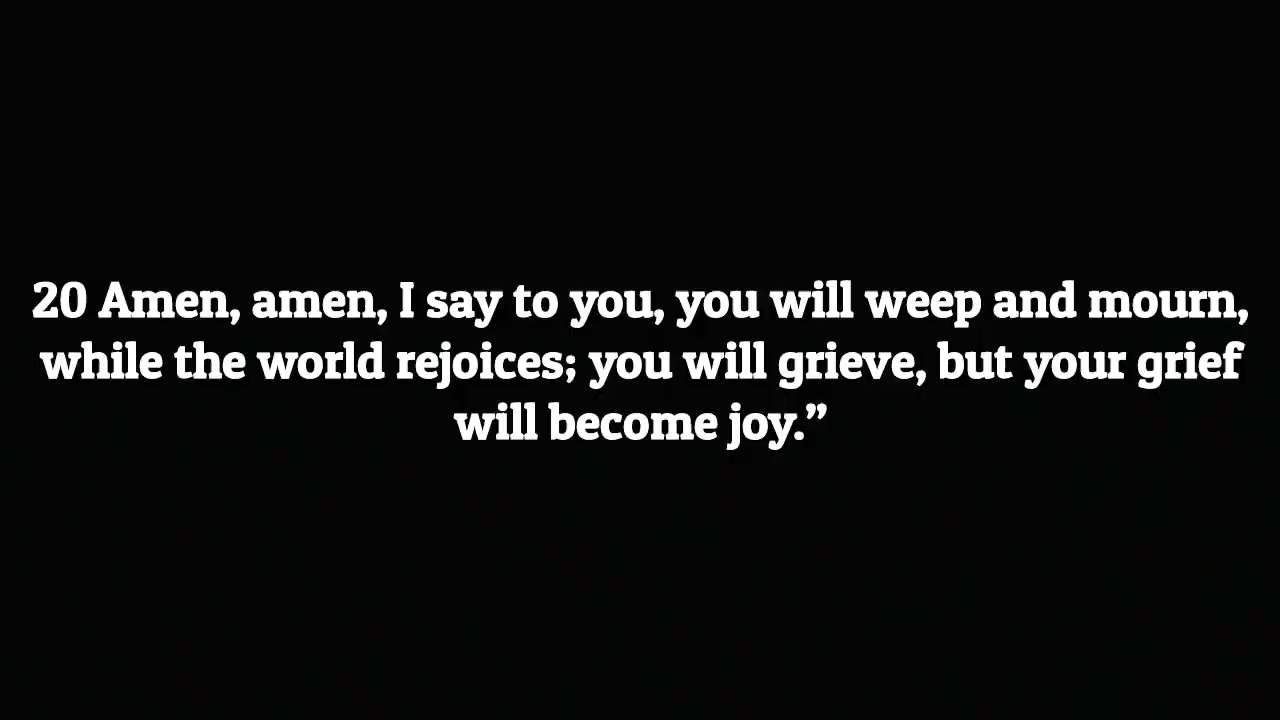 20 Amen, amen, I say to you, you will weep and mourn,
while the world rejoices; you will grieve, but your grief
will become joy.”